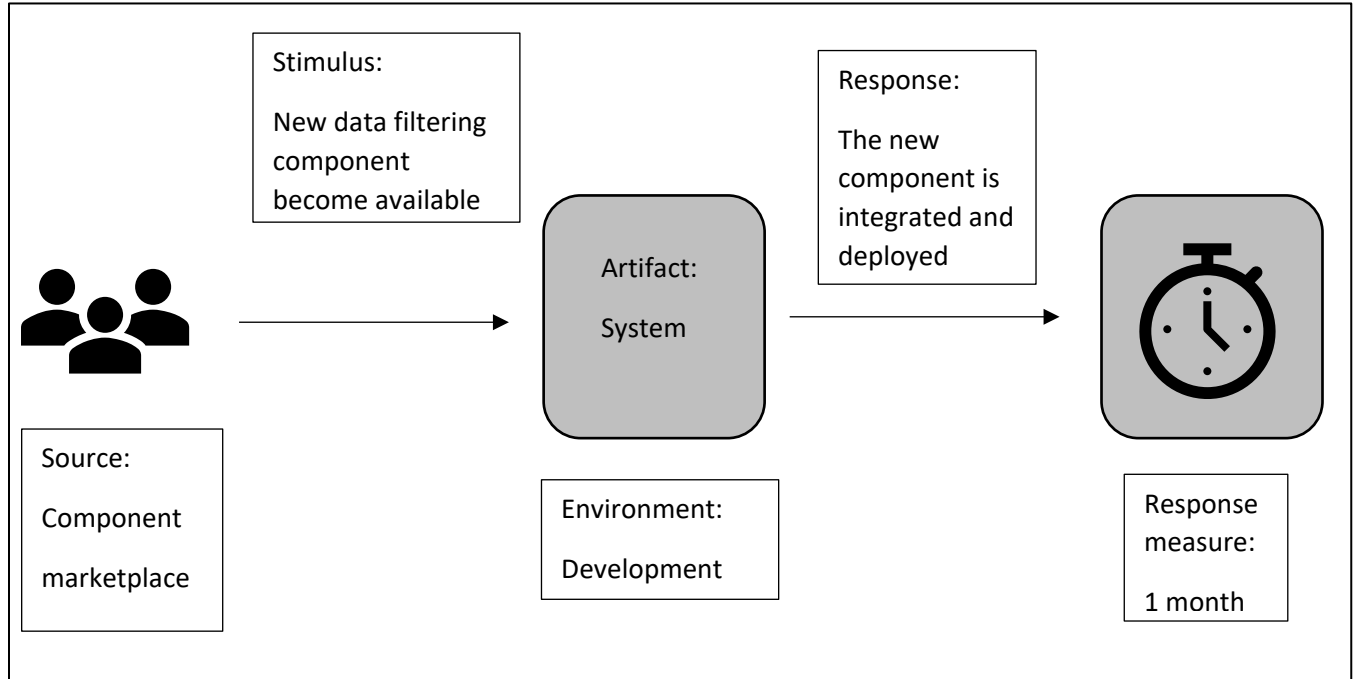 Stimulus:
New data filtering
component
become available
Response:
The new
component is
integrated and
deployed
Artifact:
System
Source:
Component
marketplace
Environment:
Development
Response
measure:
1 month